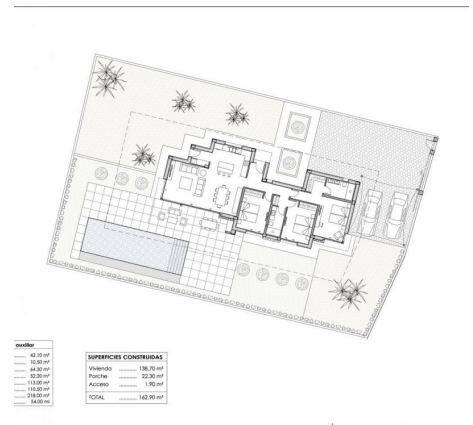 auxiliar
........ 42.10 m²
........ 10.50 m²
........ 64.30 m²
........ 52.20 m²
........ 113.00 m²
........ 110.50 m²
........ 218.00 m²
........ 54.00 ml
SUPERFICIES CONSTRUIDAS
Vivienda ............ 138.70 m²
Porche ............ 22.30 m²
Acceso ............ 1.90 m²
TOTAL ............ 162.90 m²